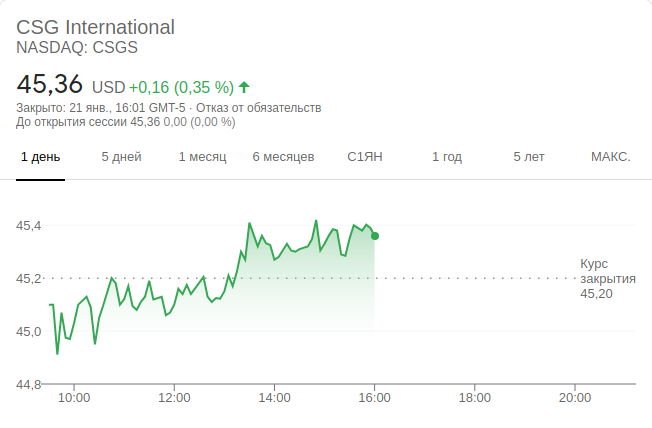 CSG International
NASDAQ: CSGS
45,36 USD +0,16 (0,35 %)
Закрыто: 21 янв., 16:01 GMT-5 · Отказ от обязательств
До открытия сессии 45,36 0,00 (0,00 %)
1 день 5 дней 1 месяц 6 месяцев С1ЯН 1 год 5 лет МАКС.
45,4
45,2
45,0
44,8
Курс
закрытия
45,20
10:00 12:00 14:00 16:00 18:00 20:00